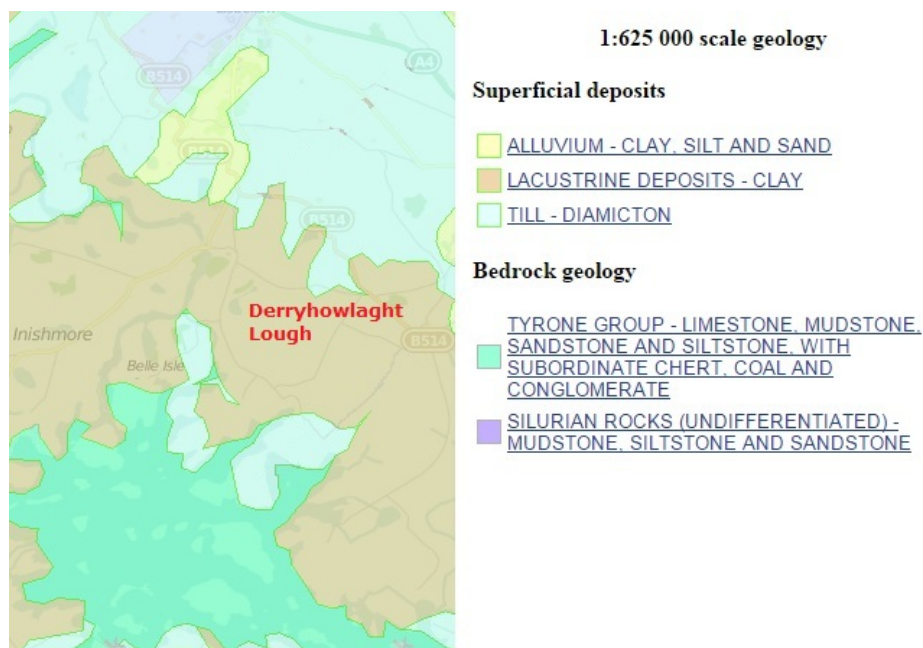 B514
A4
B514
B514
Derryhowlaght
Lough
Inishmore
B514
Belle Isle
1:625 000 scale geology
Superficial deposits
ALLUVIUM - CLAY, SILT AND SAND
LACUSTRINE DEPOSITS - CLAY
TILL - DIAMICTON
Bedrock geology
TYRONE GROUP - LIMESTONE, MUDSTONE,
SANDSTONE AND SILTSTONE, WITH
SUBORDINATE CHERT, COAL AND
CONGLOMERATE
SILURIAN ROCKS (UNDIFFERENTIATED) -
MUDSTONE, SILTSTONE AND SANDSTONE